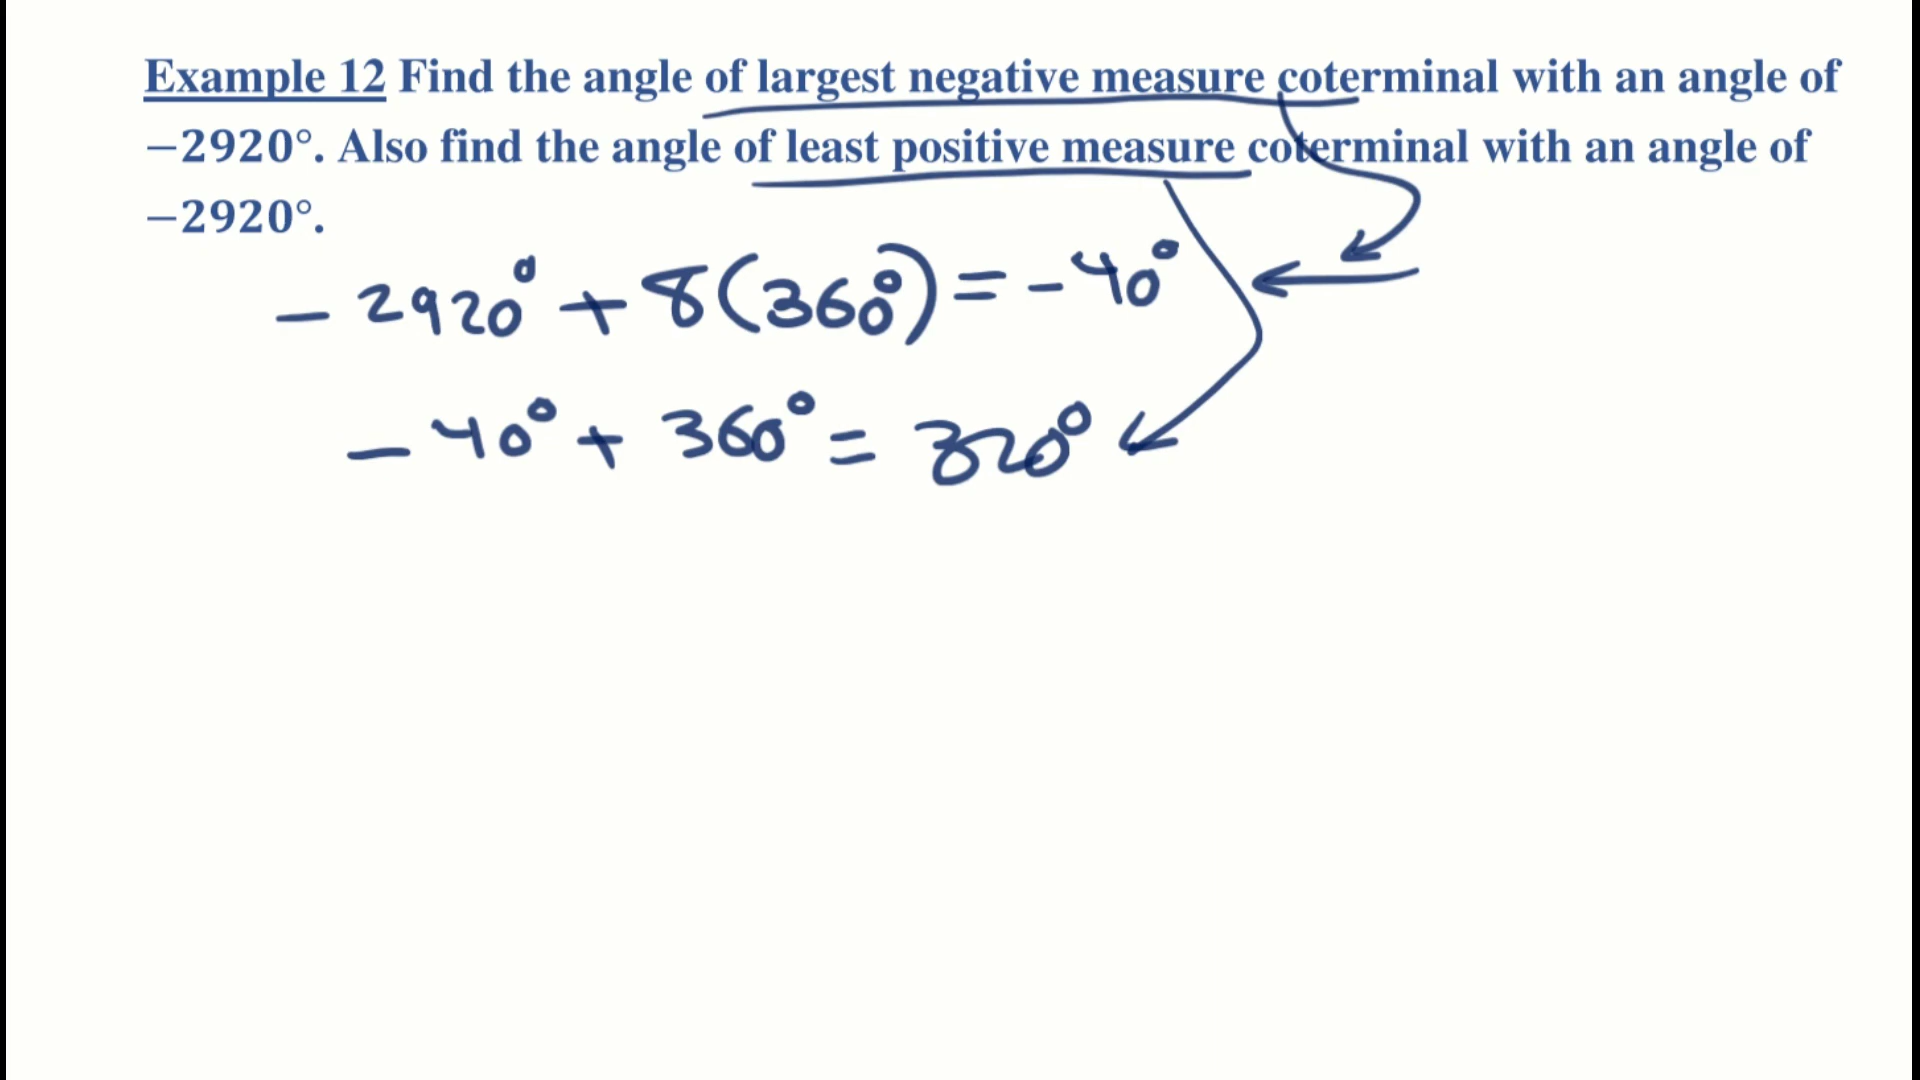 Example 12 Find the angle of largest negative measure coterminal with an angle of
−2920°. Also find the angle of least positive measure coterminal with an angle of
−2920°.
−2920° + 8(360°) = −40°
−40° + 360° = 320°